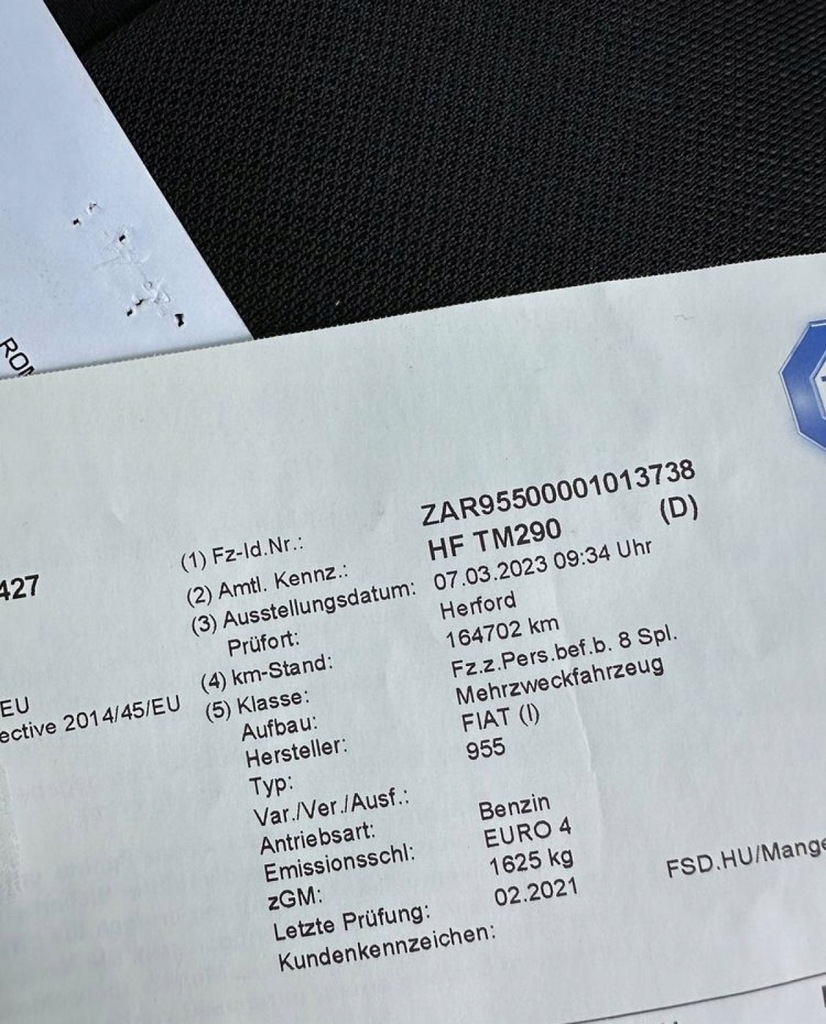 RO
427
(1) Fz-Id.Nr.: ZAR95500001013738
(2) Amtl. Kennz.: HF TM290 (D)
(3) Ausstellungsdatum: 07.03.2023 09:34 Uhr
Prüfort: Herford
(4) km-Stand: 164702 km
EU
(5) Klasse: Fz.z.Pers.bef.b. 8 Spl.
ective 2014/45/EU
Aufbau: Mehrzweckfahrzeug
Hersteller: FIAT (I)
Typ: 955
Var./Ver./Ausf.:
Antriebsart: Benzin
Emissionsschl: EURO 4
zGM: 1625 kg
Letzte Prüfung: 02.2021
Kundenkennzeichen:
FSD.HU/Mange